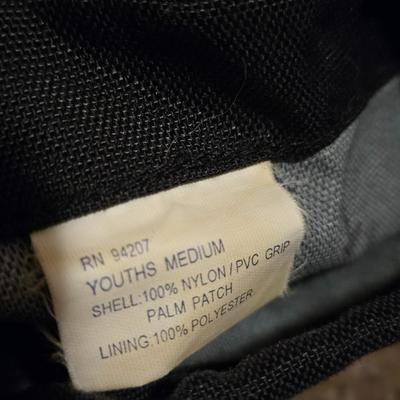 RN 94207
YOUTHS MEDIUM
SHELL:100% NYLON/PVC GRIP
PALM PATCH
LINING:100% POLYESTER